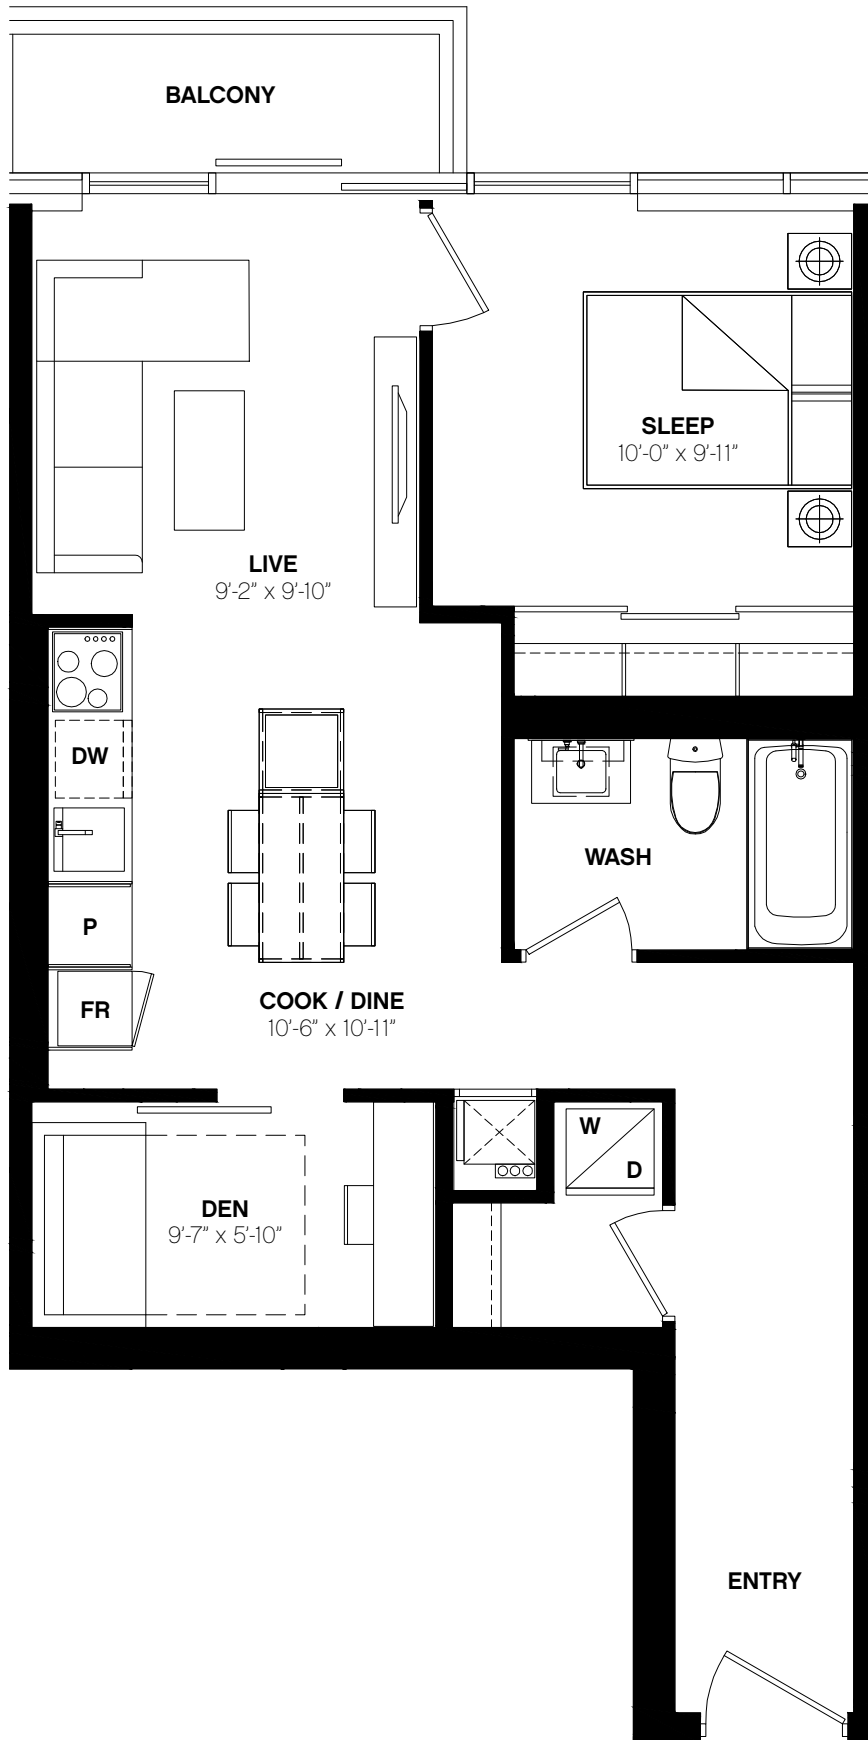 BALCONY
SLEEP
10'-0" x 9'-11"
LIVE
9'-2" x 9'-10"
DW
WASH
P
FR
COOK / DINE
10'-6" x 10'-11"
W
D
DEN
9'-7" x 5'-10"
ENTRY